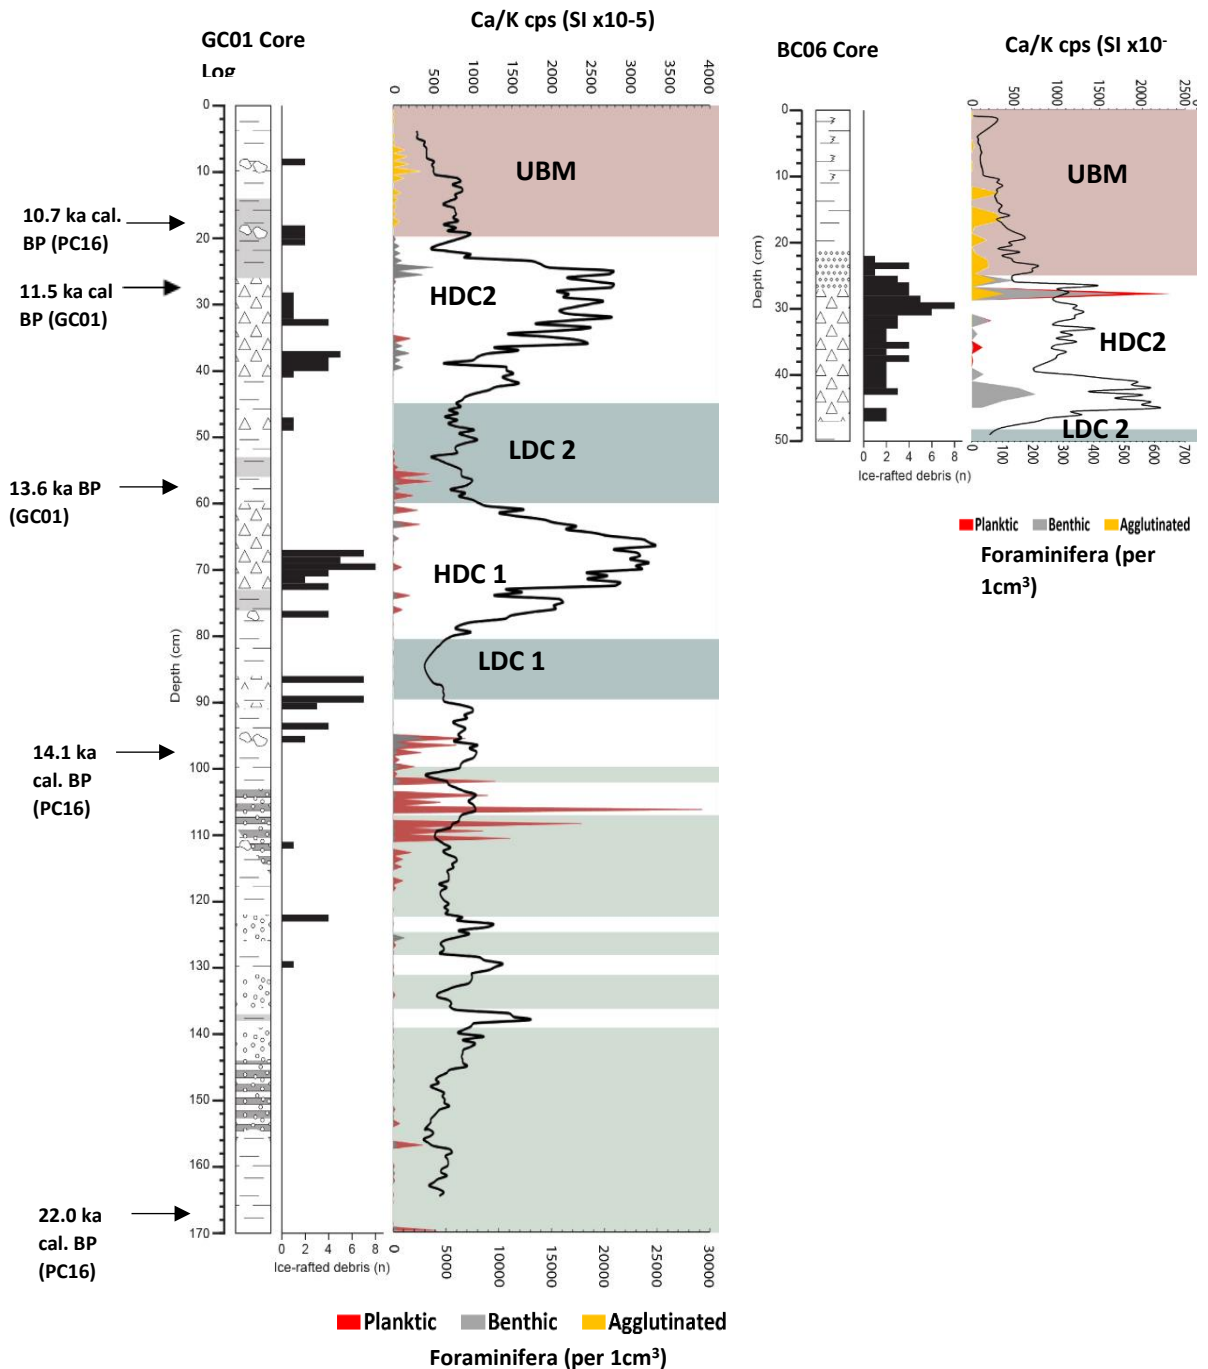 Ca/K cps (SI x10-5)
GC01 Core
Log
0 500 1000 1500 2000 2500 3000 3500 4000
BC06 Core
Ca/K cps (SI x10-
0 500 1000 1500 2000 2500
0
10
20
30
40
50
60
70
80
90
100
110
120
130
140
150
160
170
Depth (cm)
10.7 ka cal.
BP (PC16)
11.5 ka cal
BP (GC01)
13.6 ka BP
(GC01)
14.1 ka
cal. BP
(PC16)
22.0 ka
cal. BP
(PC16)
UBM
HDC2
LDC 2
HDC 1
LDC 1
0 2 4 6 8
Ice-rafted debris (n)
0 5000 10000 15000 20000 25000 30000
Planktic Benthic Agglutinated
Foraminifera (per 1cm³)
0
10
20
30
40
50
Depth (cm)
UBM
HDC2
LDC 2
0 2 4 6 8 10
Ice-rafted debris (n)
0 100 200 300 400 500 600 700
Planktic Benthic Agglutinated
Foraminifera (per
1cm³)